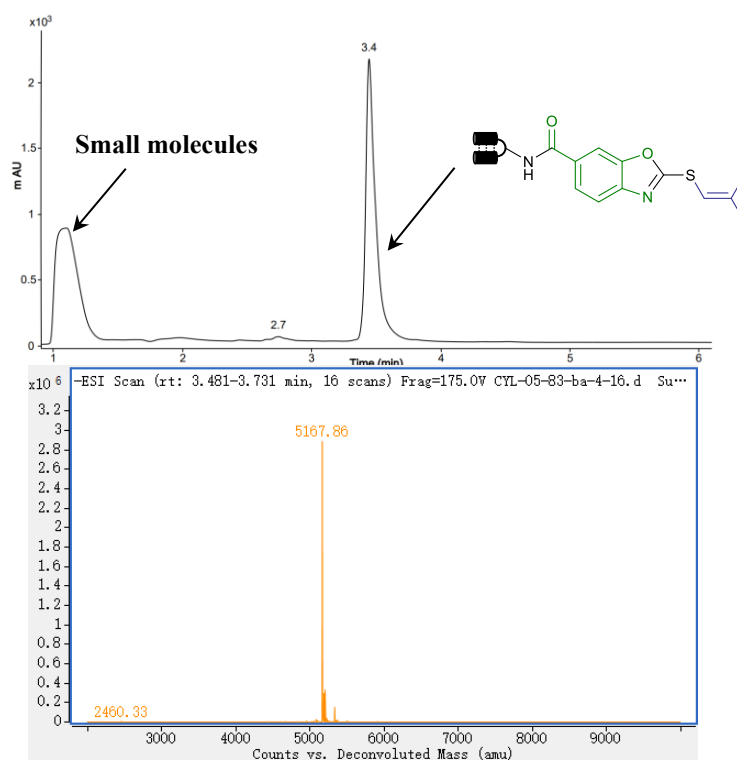 x10³
3.4
2
Small molecules
O
N
H
O
N
S
m AU
1
0.5
2.7
0
1 2 3 4 5 6
Time (min)
x10 6
-ESI Scan (rt: 3.481-3.731 min, 16 scans) Frag=175.0V CYL-05-83-ba-4-16.d Su…
3.2
3
5167.86
2.8
2.6
2.4
2.2
2
1.8
1.6
1.4
1.2
1
0.8
0.6
0.4
0.2
2460.33
0
3000 4000 5000 6000 7000 8000 9000
Counts vs. Deconvoluted Mass (amu)